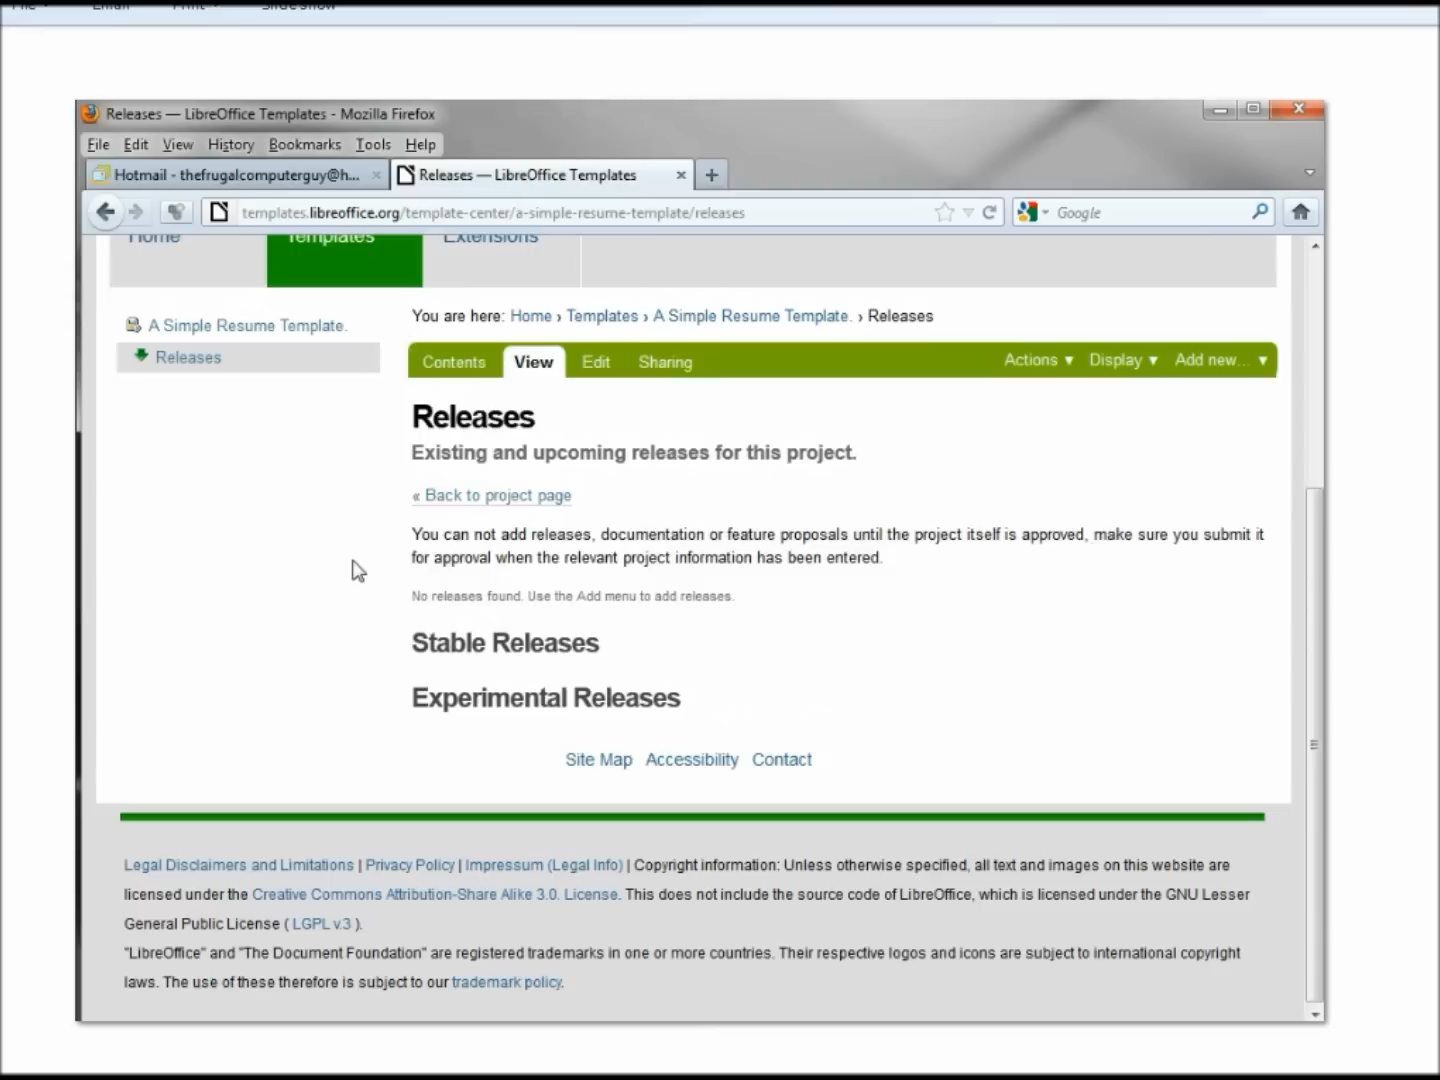 File Email Print Slide show
Releases — LibreOffice Templates - Mozilla Firefox
File Edit View History Bookmarks Tools Help
Hotmail - thefrugalcomputerguy@h... Releases — LibreOffice Templates
templates.libreoffice.org/template-center/a-simple-resume-template/releases Google
Home Templates Extensions
You are here: Home › Templates › A Simple Resume Template. › Releases
A Simple Resume Template.
Releases
Contents View Edit Sharing Actions ▼ Display ▼ Add new... ▼
Releases
Existing and upcoming releases for this project.
« Back to project page
You can not add releases, documentation or feature proposals until the project itself is approved, make sure you submit it
for approval when the relevant project information has been entered.
No releases found. Use the Add menu to add releases.
Stable Releases
Experimental Releases
Site Map Accessibility Contact
Legal Disclaimers and Limitations | Privacy Policy | Impressum (Legal Info) | Copyright information: Unless otherwise specified, all text and images on this website are
licensed under the Creative Commons Attribution-Share Alike 3.0. License. This does not include the source code of LibreOffice, which is licensed under the GNU Lesser
General Public License ( LGPL v.3 ).
"LibreOffice" and "The Document Foundation" are registered trademarks in one or more countries. Their respective logos and icons are subject to international copyright
laws. The use of these therefore is subject to our trademark policy.